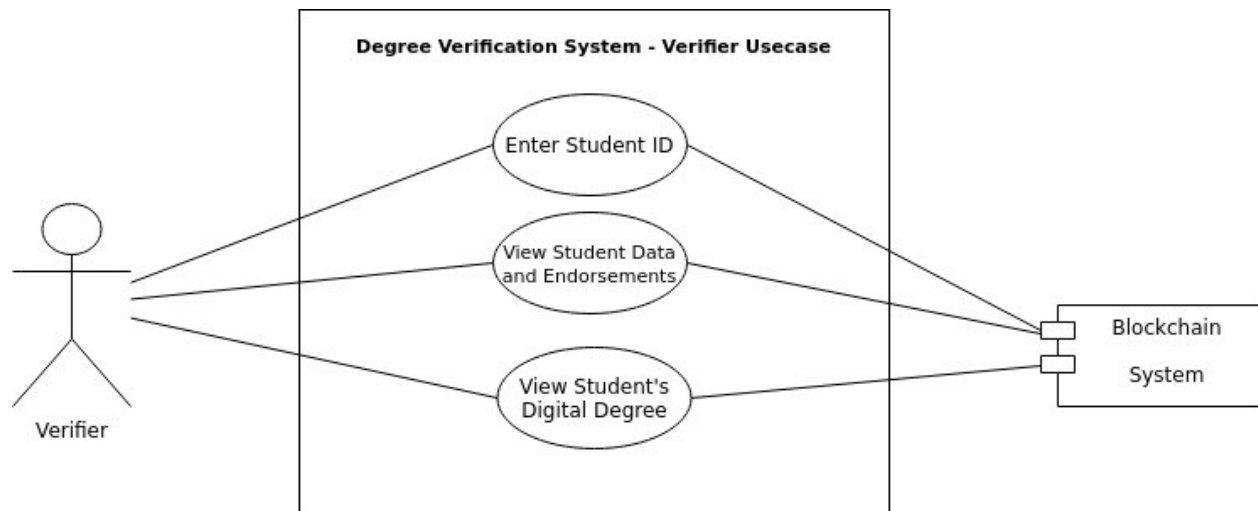 Degree Verification System - Verifier Usecase
Enter Student ID
View Student Data
and Endorsements
View Student's
Digital Degree
Verifier
Blockchain
System